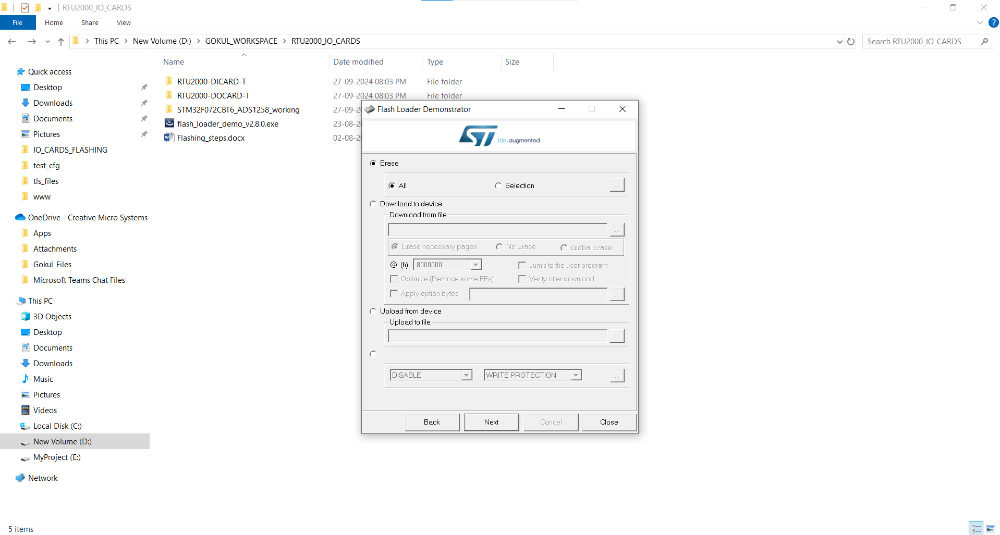 RTU2000_IO_CARDS
File Home Share View
This PC New Volume (D:) GOKUL_WORKSPACE RTU2000_IO_CARDS
Search RTU2000_IO_CARDS
Name Date modified Type Size
RTU2000-DICARD-T 27-09-2024 08:03 PM File folder
RTU2000-DOCARD-T 27-09-2024 08:03 PM File folder
STM32F072CBT6_ADS1258_working 27-09-20
flash_loader_demo_v2.8.0.exe 23-08-20
Flashing_steps.docx 02-08-20
Quick access
Desktop
Downloads
Documents
Pictures
IO_CARDS_FLASHING
test_cfg
tls_files
www
OneDrive - Creative Micro Systems
Apps
Attachments
Gokul_Files
Microsoft Teams Chat Files
This PC
3D Objects
Desktop
Documents
Downloads
Music
Pictures
Videos
Local Disk (C:)
New Volume (D:)
MyProject (E:)
Network
5 items
Flash Loader Demonstrator
ST life.augmented
Erase
All Selection ...
Download to device
Download from file
...
Erase necessary pages No Erase Global Erase
@ (h) 8000000 Jump to the user program
Optimize (Remove some FFs) Verify after download
Apply option bytes ...
Upload from device
Upload to file
...
DISABLE WRITE PROTECTION ...
Back Next Cancel Close